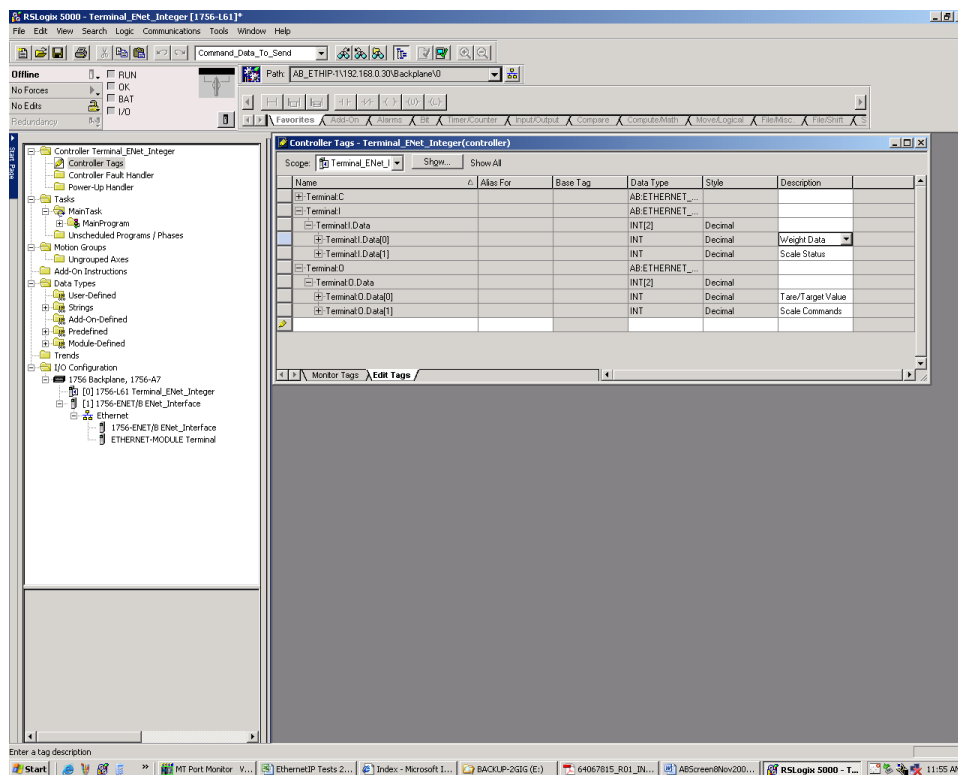 RSLogix 5000 - Terminal_ENet_Integer [1756-L61]*
File Edit View Search Logic Communications Tools Window Help
Command_Data_To_Send
Offline RUN
No Forces OK
No Edits BAT
I/O
Redundancy
Path: AB_ETHIP-1\192.168.0.30\Backplane\0
Favorites Add-On Alarms Bit Timer/Counter Input/Output Compare Compute/Math Move/Logical File/Misc. File/Shift S
Start Page
Controller Terminal_ENet_Integer
Controller Tags
Controller Fault Handler
Power-Up Handler
Tasks
MainTask
MainProgram
Unscheduled Programs / Phases
Motion Groups
Ungrouped Axes
Add-On Instructions
Data Types
User-Defined
Strings
Add-On-Defined
Predefined
Module-Defined
Trends
I/O Configuration
1756 Backplane, 1756-A7
[0] 1756-L61 Terminal_ENet_Integer
[1] 1756-ENET/B ENet_Interface
Ethernet
1756-ENET/B ENet_Interface
ETHERNET-MODULE Terminal
Controller Tags - Terminal_ENet_Integer(controller)
Scope: Terminal_ENet_I Show... Show All
Name Alias For Base Tag Data Type Style Description
Terminal:C AB:ETHERNET_...
Terminal:I AB:ETHERNET_...
Terminal:I.Data INT[2] Decimal
Terminal:I.Data[0] INT Decimal Weight Data
Terminal:I.Data[1] INT Decimal Scale Status
Terminal:O AB:ETHERNET_...
Terminal:O.Data INT[2] Decimal
Terminal:O.Data[0] INT Decimal Tare/Target Value
Terminal:O.Data[1] INT Decimal Scale Commands
Monitor Tags Edit Tags
Enter a tag description
Start MT Port Monitor V... EthernetIP Tests 2... Index - Microsoft I... BACKUP-2GIG (E:) 64067815_R01_IN... ABScreen8Nov200... RSLogix 5000 - T... 11:55 AM